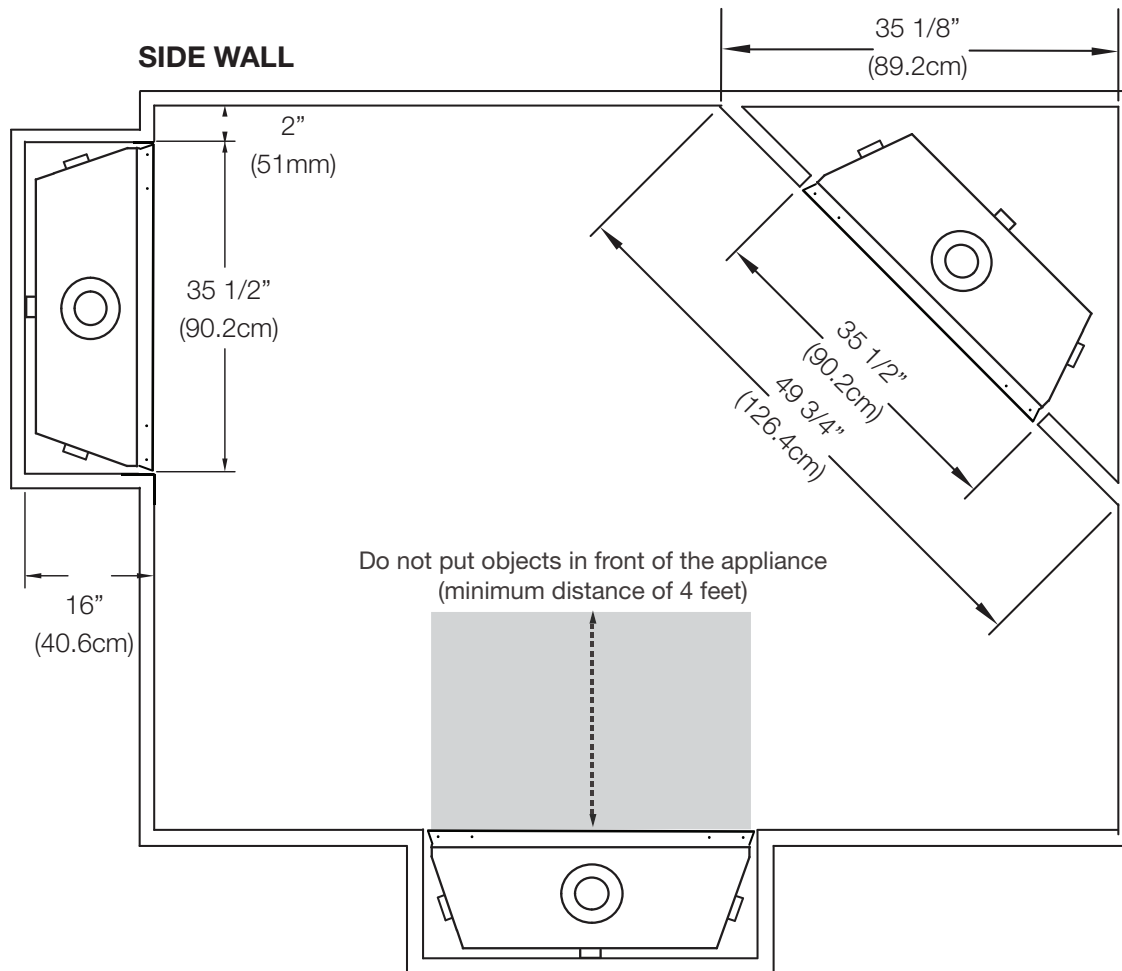 35 1/8”
(89.2cm)
SIDE WALL
2”
(51mm)
35 1/2”
(90.2cm)
35 1/2”
(90.2cm)
49 3/4”
(126.4cm)
Do not put objects in front of the appliance
(minimum distance of 4 feet)
16”
(40.6cm)